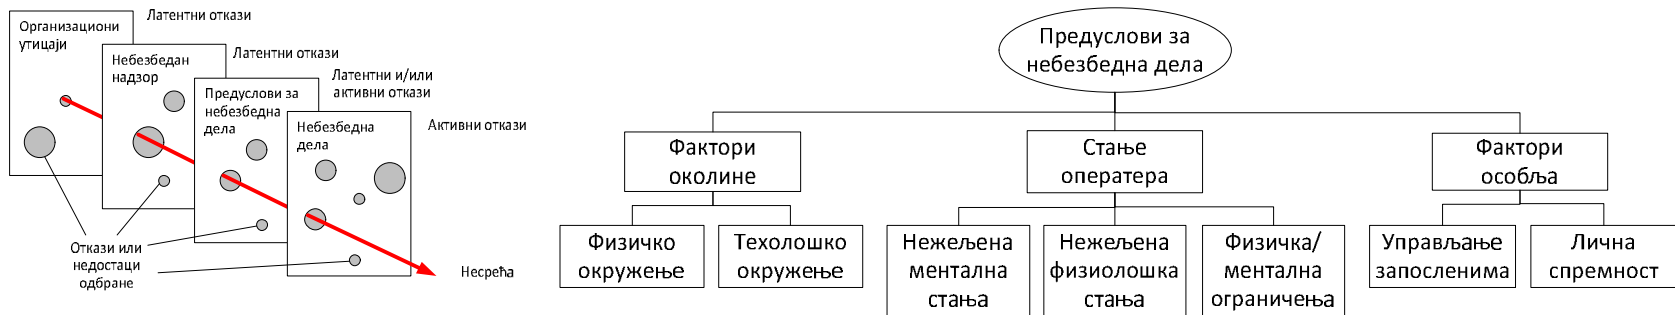 Организациони
утицаји
Латентни откази
Небезбедан
надзор
Латентни откази
Предуслови за
небезбедна
дела
Латентни и/или
активни откази
Небезбедна
дела
Активни откази
Откази или
недостаци
одбране
Несрећа
Предуслови за
небезбедна дела
Фактори
околине
Стање
оператера
Фактори
особља
Физичко
окружење
Техолошко
окружење
Нежељена
ментална
стања
Нежељена
физиолошка
стања
Физичка/
ментална
ограничења
Управљање
запосленима
Лична
спремност